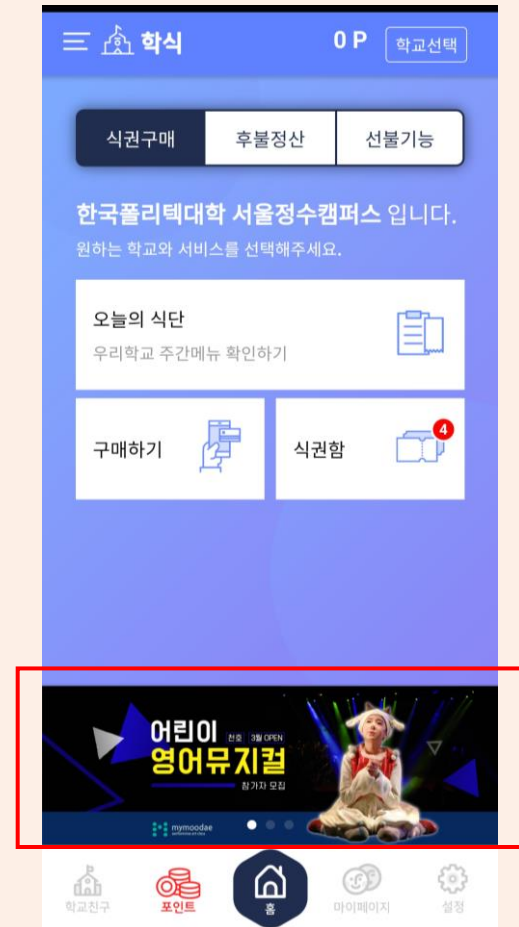 학식
0 P
학교선택
식권구매
후불정산
선불기능
한국폴리텍대학 서울정수캠퍼스 입니다.
원하는 학교와 서비스를 선택해주세요.
오늘의 식단
우리학교 주간메뉴 확인하기
구매하기
식권함
4
어린이 천호 3월 OPEN
영어뮤지컬
참가자 모집
mymoodae
학교친구
포인트
홈
마이페이지
설정